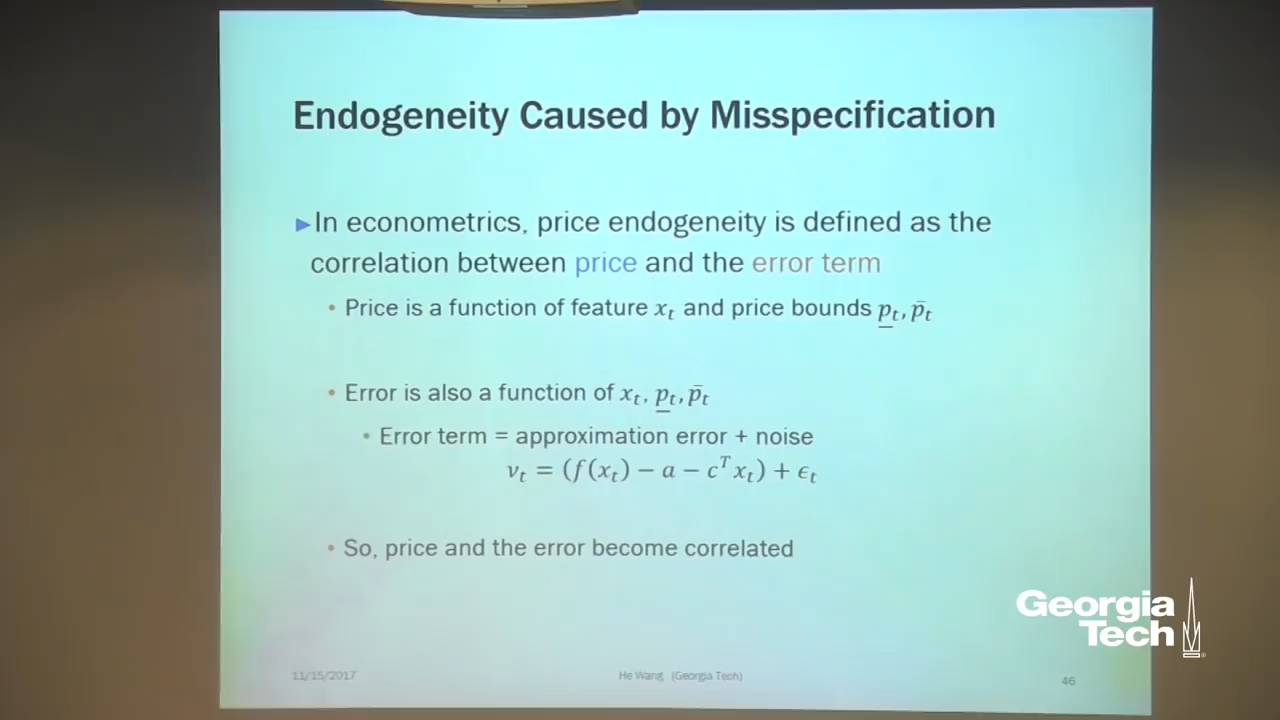 Endogeneity Caused by Misspecification
►In econometrics, price endogeneity is defined as the
correlation between price and the error term
• Price is a function of feature xₜ and price bounds p̲ₜ, p̄ₜ
• Error is also a function of xₜ, p̲ₜ, p̄ₜ
• Error term = approximation error + noise
νₜ = (f(xₜ) − a − cᵀxₜ) + ϵₜ
• So, price and the error become correlated
Georgia
Tech
11/15/2017
He Wang (Georgia Tech)
46